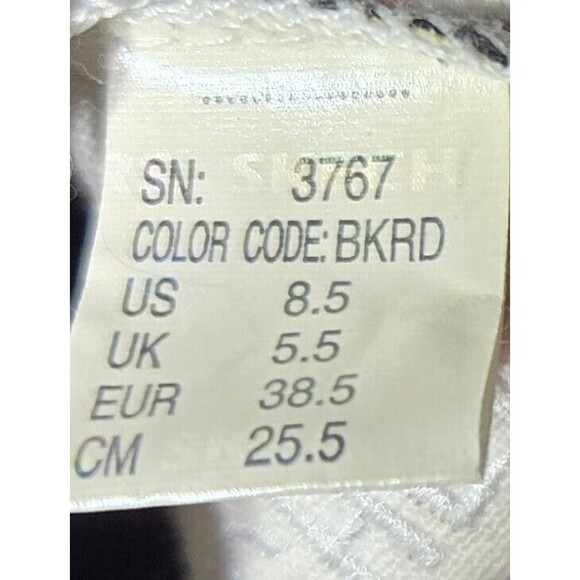 SN: 3767
COLOR CODE: BKRD
US 8.5
UK 5.5
EUR 38.5
CM 25.5